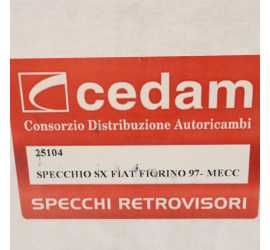 cedam
Consorzio Distribuzione Autoricambi
25104
SPECCHIO SX FIAT FIORINO 97- MECC
SPECCHI RETROVISORI